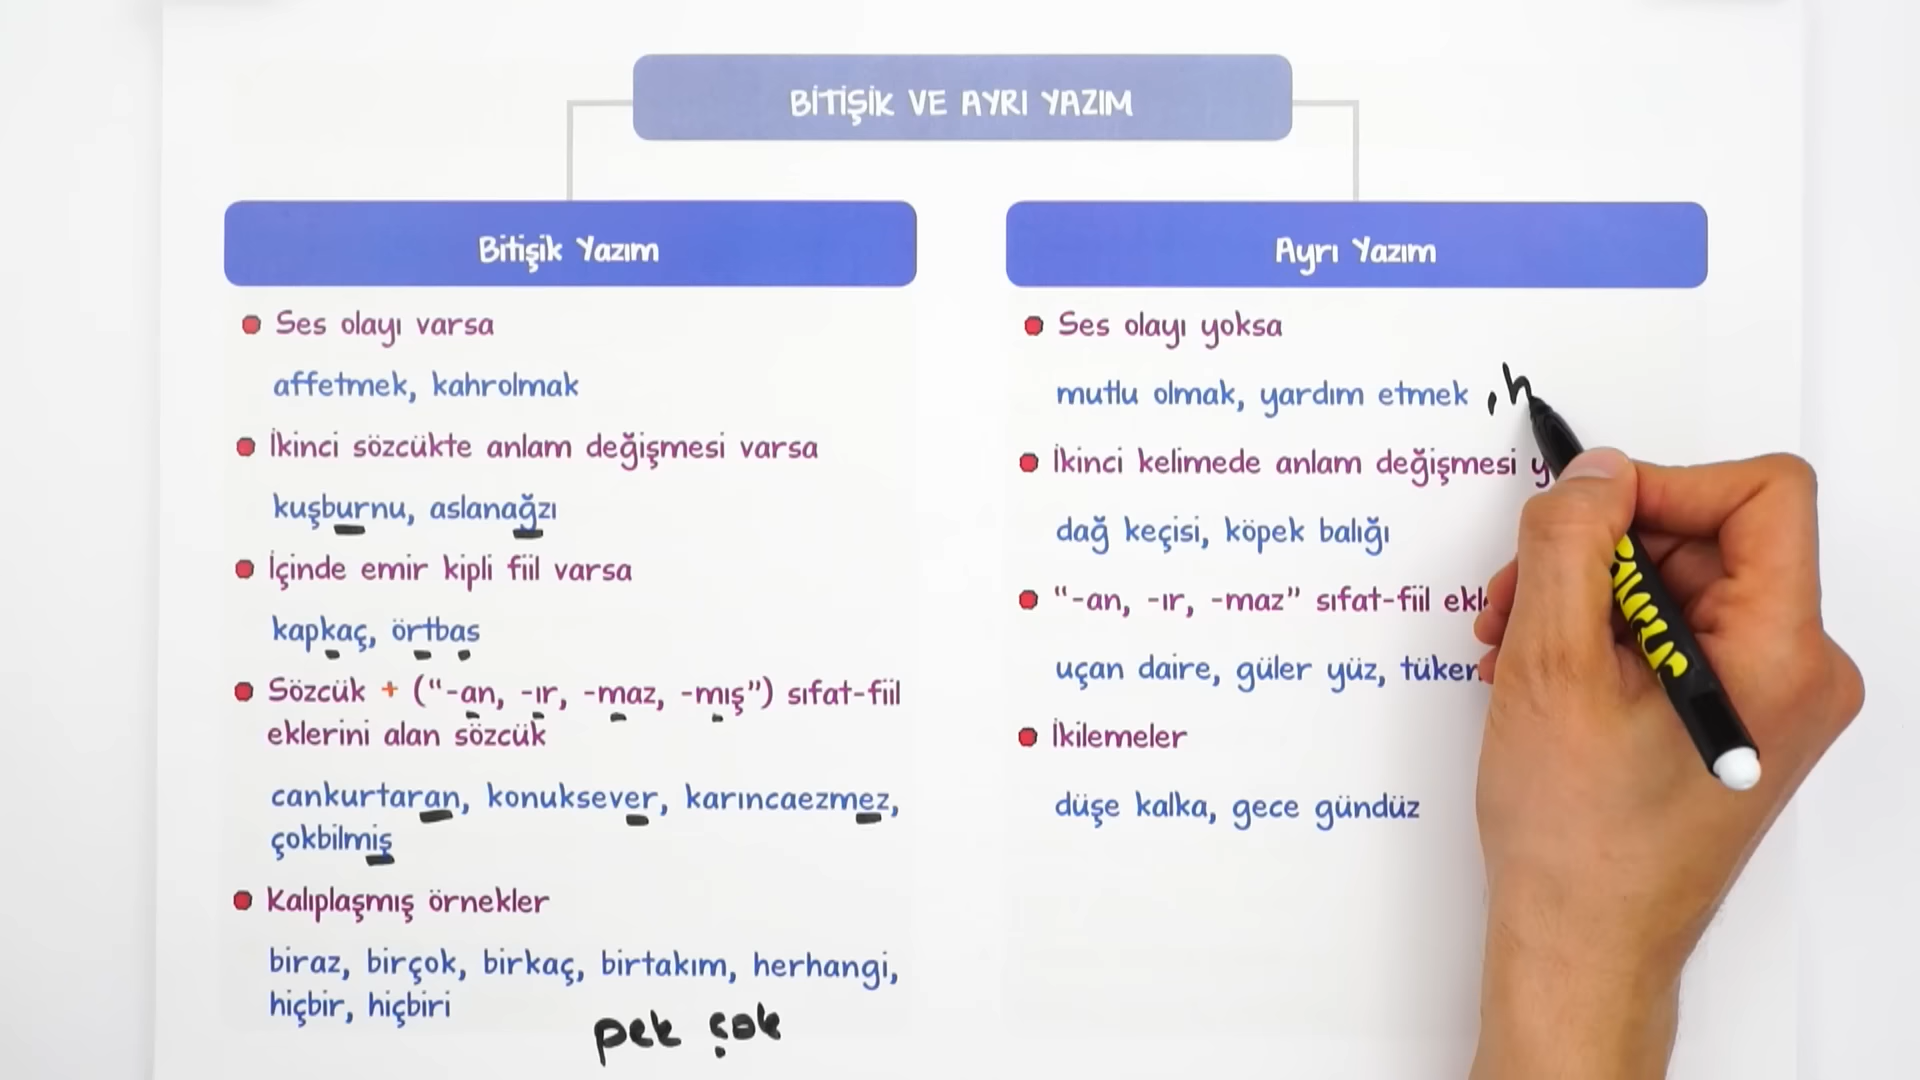 BİTİŞİK VE AYRI YAZIM
Bitişik Yazım
Ses olayı varsa
affetmek, kahrolmak
İkinci sözcükte anlam değişmesi varsa
kuşburnu, aslanağzı
İçinde emir kipli fiil varsa
kapkaç, örtbas
Sözcük + (“-an, -ır, -maz, -mış”) sıfat-fiil
eklerini alan sözcük
cankurtaran, konuksever, karıncaezmez,
çokbilmiş
Kalıplaşmış örnekler
biraz, birçok, birkaç, birtakım, herhangi,
hiçbir, hiçbiri
pek çok
Ayrı Yazım
Ses olayı yoksa
mutlu olmak, yardım etmek , h
İkinci kelimede anlam değişmesi
dağ keçisi, köpek balığı
“-an, -ır, -maz” sıfat-fiil
uçan daire, güler yüz,
İkilemeler
düşe kalka, gece gündüz